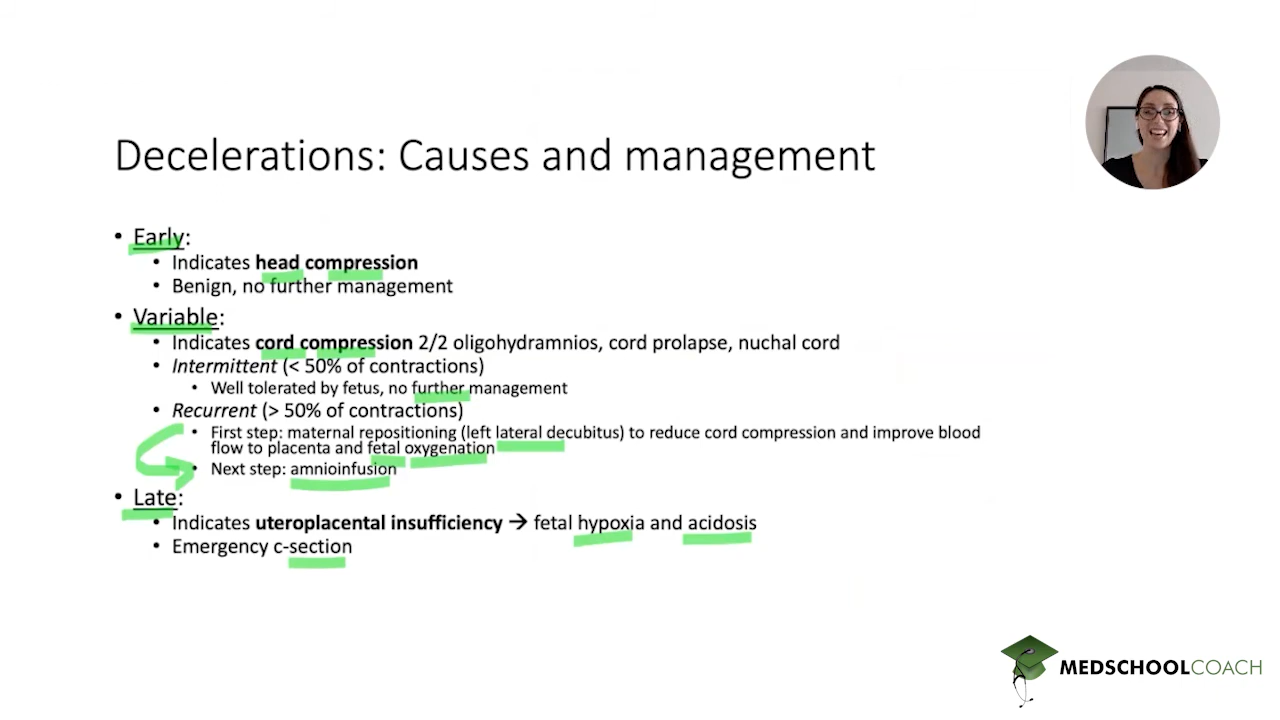 Decelerations: Causes and management
• Early:
• Indicates head compression
• Benign, no further management
• Variable:
• Indicates cord compression 2/2 oligohydramnios, cord prolapse, nuchal cord
• Intermittent (< 50% of contractions)
• Well tolerated by fetus, no further management
• Recurrent (> 50% of contractions)
• First step: maternal repositioning (left lateral decubitus) to reduce cord compression and improve blood
flow to placenta and fetal oxygenation
• Next step: amnioinfusion
• Late:
• Indicates uteroplacental insufficiency → fetal hypoxia and acidosis
• Emergency c-section
MEDSCHOOLCOACH